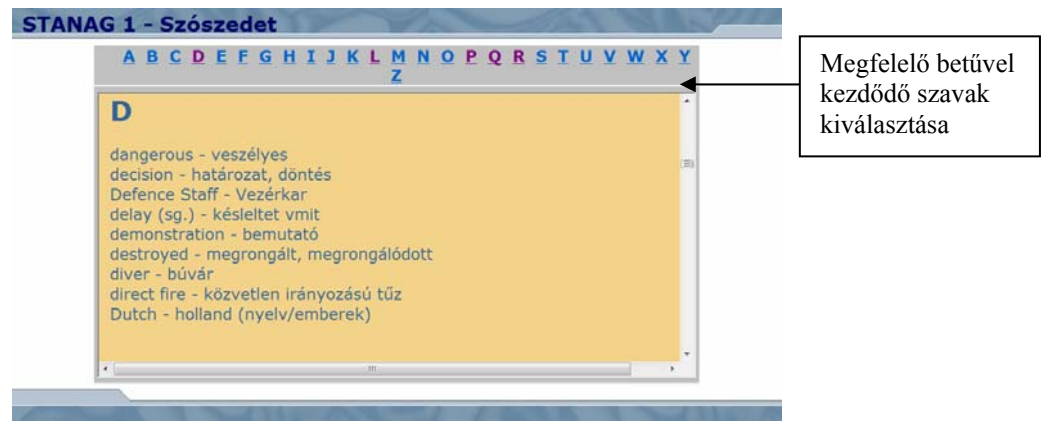 STANAG 1 - Szószedet
A B C D E F G H I J K L M N O P Q R S T U V W X Y
Z
D
dangerous - veszélyes
decision - határozat, döntés
Defence Staff - Vezérkar
delay (sg.) - késleltet vmit
demonstration - bemutató
destroyed - megrongált, megrongálódott
diver - búvár
direct fire - közvetlen irányozású tűz
Dutch - holland (nyelv/emberek)
Megfelelő betűvel
kezdődő szavak
kiválasztása